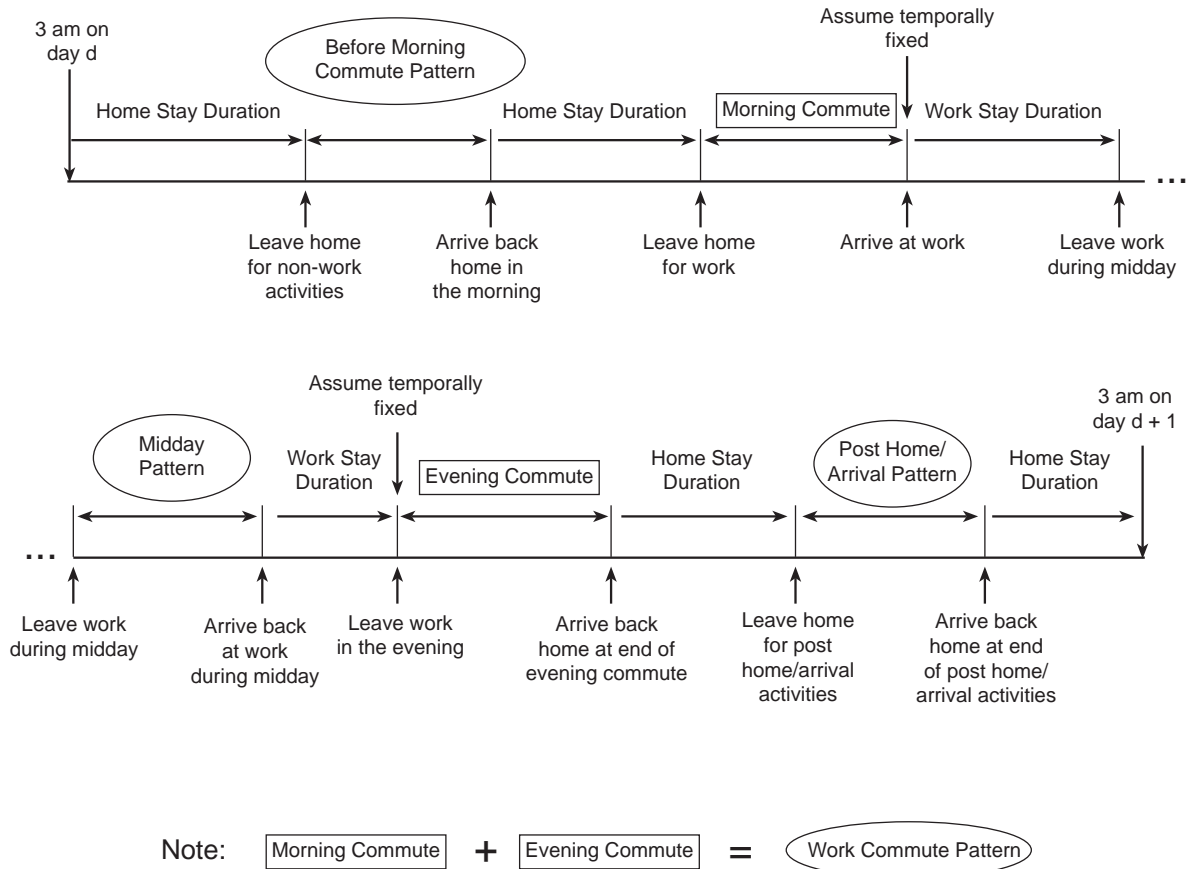 3 am on
day d
Before Morning
Commute Pattern
Assume temporally
fixed
Home Stay Duration
Home Stay Duration
Morning Commute
Work Stay Duration
...
Leave home
for non-work
activities
Arrive back
home in
the morning
Leave home
for work
Arrive at work
Leave work
during midday
Assume temporally
fixed
3 am on
day d + 1
Midday
Pattern
Work Stay
Duration
Evening Commute
Home Stay
Duration
Post Home/
Arrival Pattern
Home Stay
Duration
...
Leave work
during midday
Arrive back
at work
during midday
Leave work
in the evening
Arrive back
home at end of
evening commute
Leave home
for post
home/arrival
activities
Arrive back
home at end
of post home/
arrival activities
Note: Morning Commute + Evening Commute = Work Commute Pattern